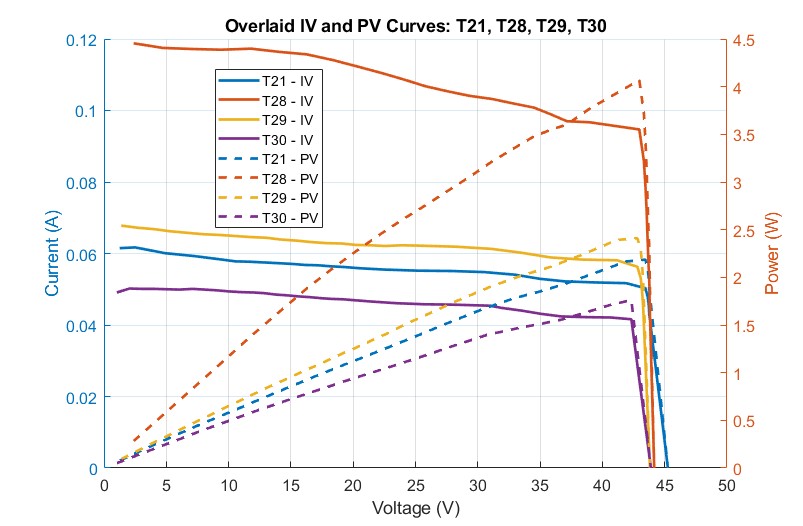 Overlaid IV and PV Curves: T21, T28, T29, T30
0.12
0.1
0.08
0.06
0.04
0.02
0
Current (A)
T21 - IV
T28 - IV
T29 - IV
T30 - IV
T21 - PV
T28 - PV
T29 - PV
T30 - PV
4.5
4
3.5
3
2.5
2
1.5
1
0.5
0
Power (W)
0 5 10 15 20 25 30 35 40 45 50
Voltage (V)